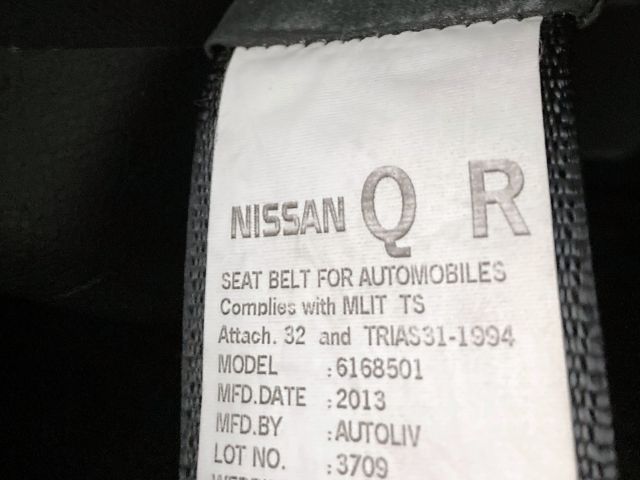 NISSAN Q R
SEAT BELT FOR AUTOMOBILES
Complies with MLIT TS
Attach. 32 and TRIAS31-1994
MODEL :6168501
MFD.DATE :2013
MFD.BY :AUTOLIV
LOT NO. :3709